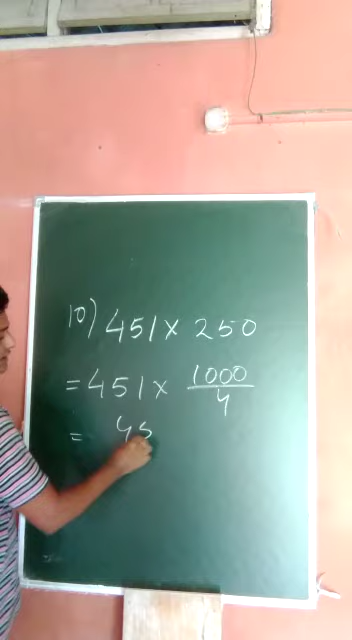 10) 451 x 250
= 451 x 1000/4
= 45